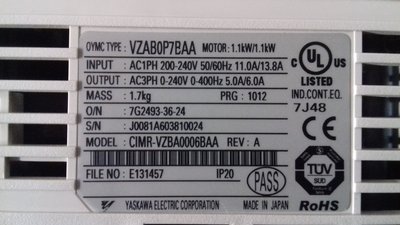 OYMC TYPE : VZAB0P7BAA MOTOR : 1.1kW/1.1kW
INPUT : AC1PH 200-240V 50/60Hz 11.0A/13.8A
OUTPUT : AC3PH 0-240V 0-400Hz 5.0A/6.0A
MASS : 1.7kg PRG : 1012
O/N : 7G2493-36-24
S/N : J0081A603810024
MODEL : CIMR-VZBA0006BAA REV : A
FILE NO : E131457 IP20
PASS
YASKAWA ELECTRIC CORPORATION MADE IN JAPAN
C UL US
LISTED
IND.CONT.EQ.
7J48
CE
TÜV
SÜD
RoHS